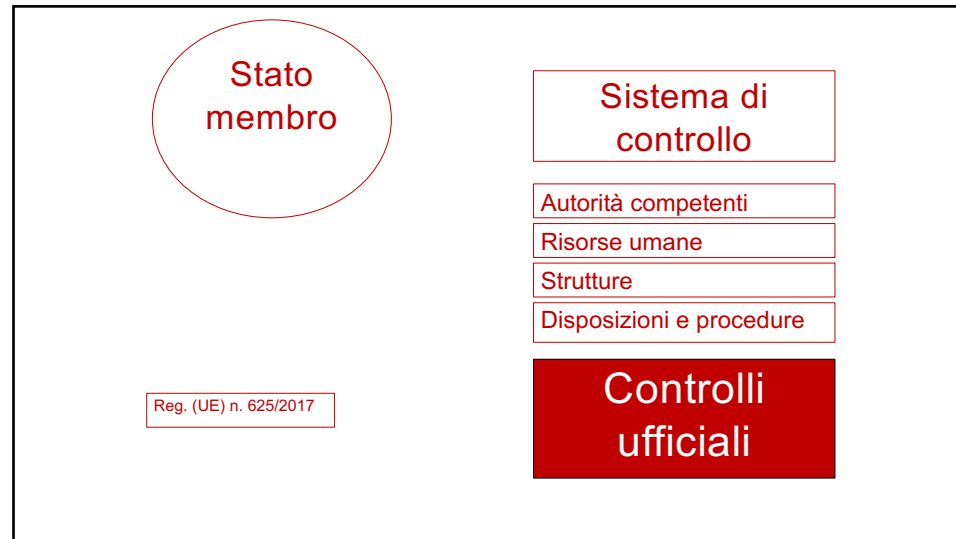 Stato
membro
Sistema di
controllo
Autorità competenti
Risorse umane
Strutture
Disposizioni e procedure
Reg. (UE) n. 625/2017
Controlli
ufficiali